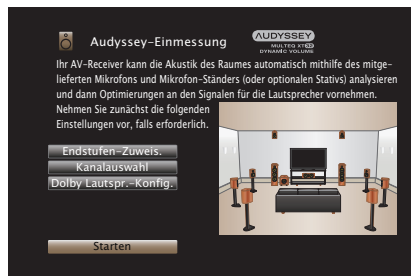 Audyssey-Einmessung
AUDYSSEY
MULTEQ XT32
DYNAMIC VOLUME
Ihr AV-Receiver kann die Akustik des Raumes automatisch mithilfe des mitge-
lieferten Mikrofons und Mikrofon-Ständers (oder optionalen Stativs) analysieren
und dann Optimierungen an den Signalen für die Lautsprecher vornehmen.
Nehmen Sie zunächst die folgenden
Einstellungen vor, falls erforderlich.
Endstufen-Zuweis.
Kanalauswahl
Dolby Lautspr.-Konfig.
Starten